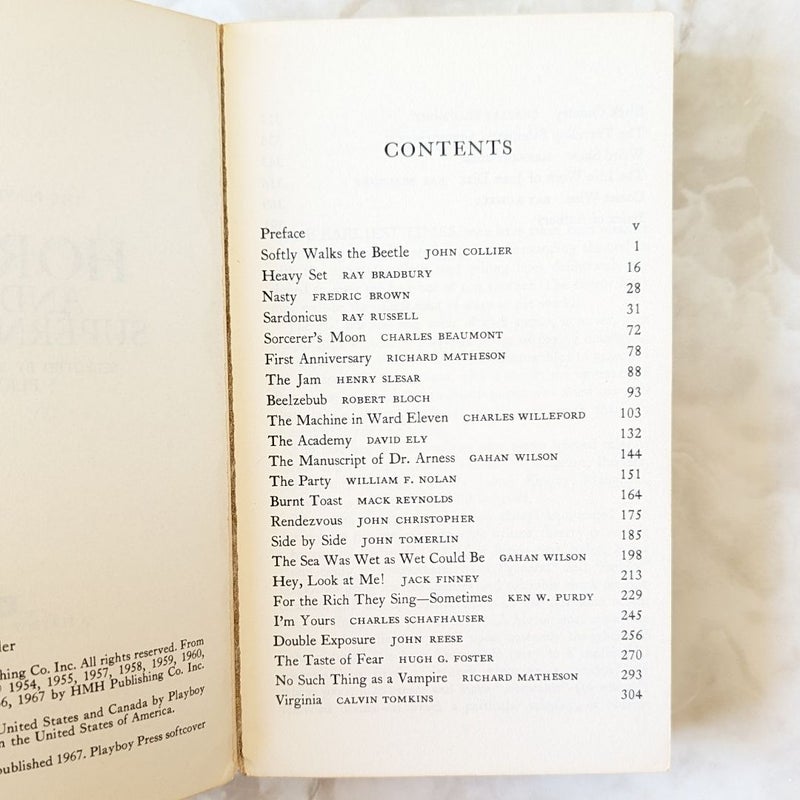 ler
shing Co. Inc. All rights reserved. From
1954, 1955, 1957, 1958, 1959, 1960,
6, 1967 by HMH Publishing Co. Inc.
United States and Canada by Playboy
n the United States of America.
published 1967. Playboy Press softcover
CONTENTS
Preface v
Softly Walks the Beetle JOHN COLLIER 1
Heavy Set RAY BRADBURY 16
Nasty FREDRIC BROWN 28
Sardonicus RAY RUSSELL 31
Sorcerer's Moon CHARLES BEAUMONT 72
First Anniversary RICHARD MATHESON 78
The Jam HENRY SLESAR 88
Beelzebub ROBERT BLOCH 93
The Machine in Ward Eleven CHARLES WILLEFORD 103
The Academy DAVID ELY 132
The Manuscript of Dr. Arness GAHAN WILSON 144
The Party WILLIAM F. NOLAN 151
Burnt Toast MACK REYNOLDS 164
Rendezvous JOHN CHRISTOPHER 175
Side by Side JOHN TOMERLIN 185
The Sea Was Wet as Wet Could Be GAHAN WILSON 198
Hey, Look at Me! JACK FINNEY 213
For the Rich They Sing—Sometimes KEN W. PURDY 229
I'm Yours CHARLES SCHAFHAUSER 245
Double Exposure JOHN REESE 256
The Taste of Fear HUGH G. FOSTER 270
No Such Thing as a Vampire RICHARD MATHESON 293
Virginia CALVIN TOMKINS 304